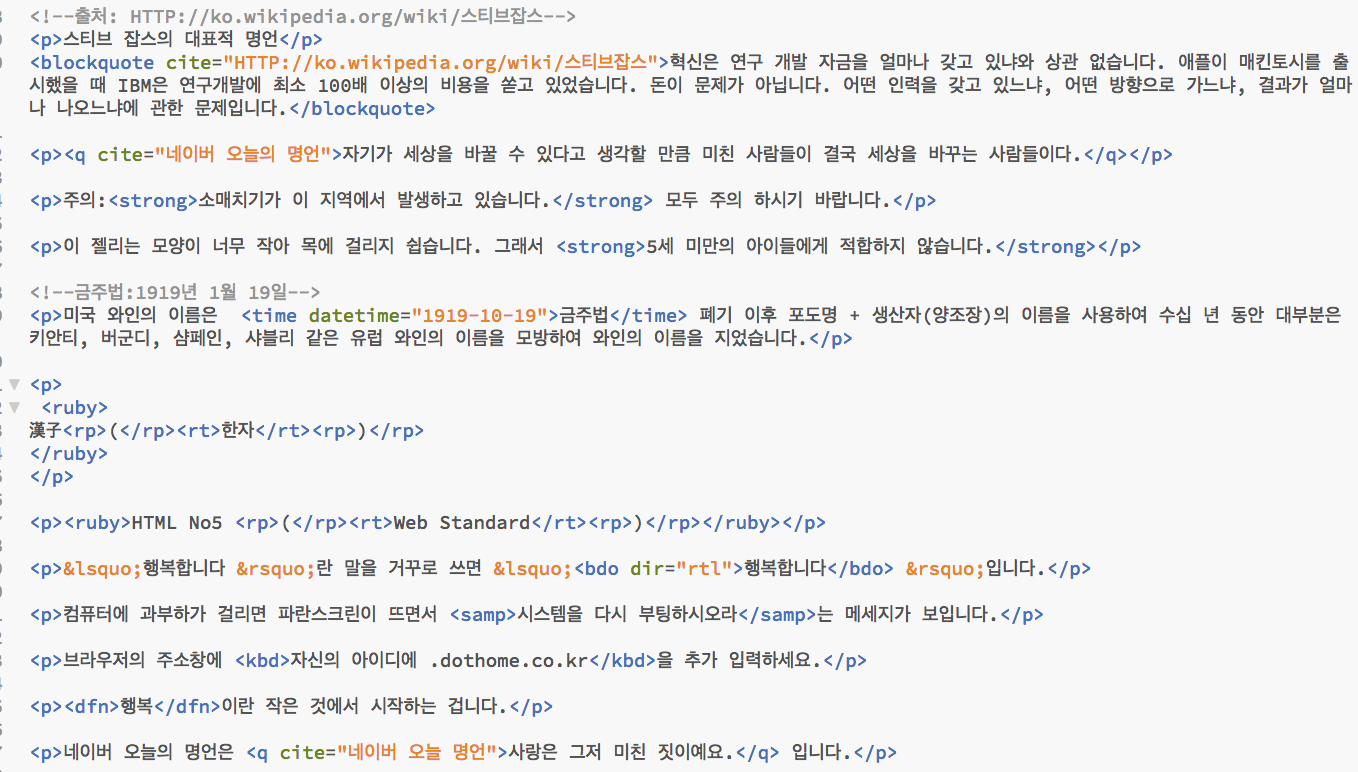 <!--출처: HTTP://ko.wikipedia.org/wiki/스티브잡스-->
<p>스티브 잡스의 대표적 명언</p>
<blockquote cite="HTTP://ko.wikipedia.org/wiki/스티브잡스">혁신은 연구 개발 자금을 얼마나 갖고 있냐와 상관 없습니다. 애플이 매킨토시를 출
시했을 때 IBM은 연구개발에 최소 100배 이상의 비용을 쏟고 있었습니다. 돈이 문제가 아닙니다. 어떤 인력을 갖고 있느냐, 어떤 방향으로 가느냐, 결과가 얼마
나 나오느냐에 관한 문제입니다.</blockquote>
<p><q cite="네이버 오늘의 명언">자기가 세상을 바꿀 수 있다고 생각할 만큼 미친 사람들이 결국 세상을 바꾸는 사람들이다.</q></p>
<p>주의:<strong>소매치기가 이 지역에서 발생하고 있습니다.</strong> 모두 주의 하시기 바랍니다.</p>
<p>이 젤리는 모양이 너무 작아 목에 걸리지 쉽습니다. 그래서 <strong>5세 미만의 아이들에게 적합하지 않습니다.</strong></p>
<!--금주법:1919년 1월 19일-->
<p>미국 와인의 이름은  <time datetime="1919-10-19">금주법</time> 폐기 이후 포도명 + 생산자(양조장)의 이름을 사용하여 수십 년 동안 대부분은
키안티, 버군디, 샴페인, 샤블리 같은 유럽 와인의 이름을 모방하여 와인의 이름을 지었습니다.</p>
<p>
<ruby>
漢子<rp>(</rp><rt>한자</rt><rp>)</rp>
</ruby>
</p>
<p><ruby>HTML No5 <rp>(</rp><rt>Web Standard</rt><rp>)</rp></ruby></p>
<p>&lsquo;행복합니다 &rsquo;란 말을 거꾸로 쓰면 &lsquo;<bdo dir="rtl">행복합니다</bdo> &rsquo;입니다.</p>
<p>컴퓨터에 과부하가 걸리면 파란스크린이 뜨면서 <samp>시스템을 다시 부팅하시오라</samp>는 메세지가 보입니다.</p>
<p>브라우저의 주소창에 <kbd>자신의 아이디에 .dothome.co.kr</kbd>을 추가 입력하세요.</p>
<p><dfn>행복</dfn>이란 작은 것에서 시작하는 겁니다.</p>
<p>네이버 오늘의 명언은 <q cite="네이버 오늘 명언">사랑은 그저 미친 짓이예요.</q> 입니다.</p>